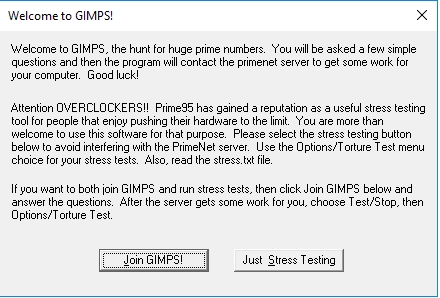 Welcome to GIMPS!
Welcome to GIMPS, the hunt for huge prime numbers. You will be asked a few simple
questions and then the program will contact the primenet server to get some work for
your computer. Good luck!
Attention OVERCLOCKERS!! Prime95 has gained a reputation as a useful stress testing
tool for people that enjoy pushing their hardware to the limit. You are more than
welcome to use this software for that purpose. Please select the stress testing button
below to avoid interfering with the PrimeNet server. Use the Options/Torture Test menu
choice for your stress tests. Also, read the stress.txt file.
If you want to both join GIMPS and run stress tests, then click Join GIMPS below and
answer the questions. After the server gets some work for you, choose Test/Stop, then
Options/Torture Test.
Join GIMPS!
Just Stress Testing